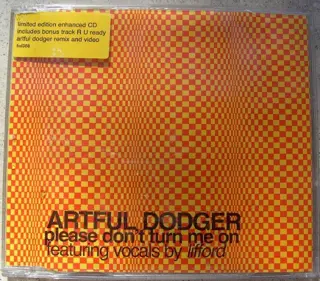 limited edition enhanced CD
includes bonus track R U ready
artful dodger remix and video
ARTFUL DODGER
please don't turn me on
featuring vocals by lifford